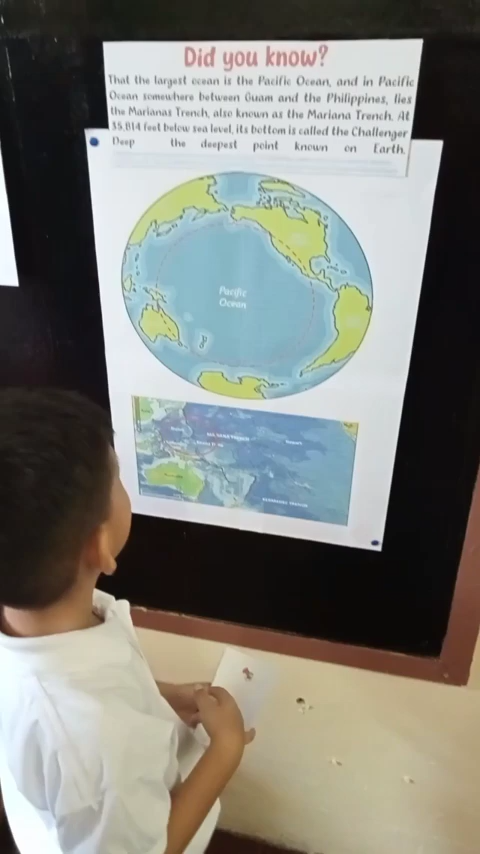 Did you know?
That the largest ocean is the Pacific Ocean, and in Pacific
Ocean somewhere between Guam and the Philippines, lies
the Marianas Trench, also known as the Mariana Trench. At
35,814 feet below sea level, its bottom is called the Challenger
Deep the deepest point known on Earth.
Pacific
Ocean